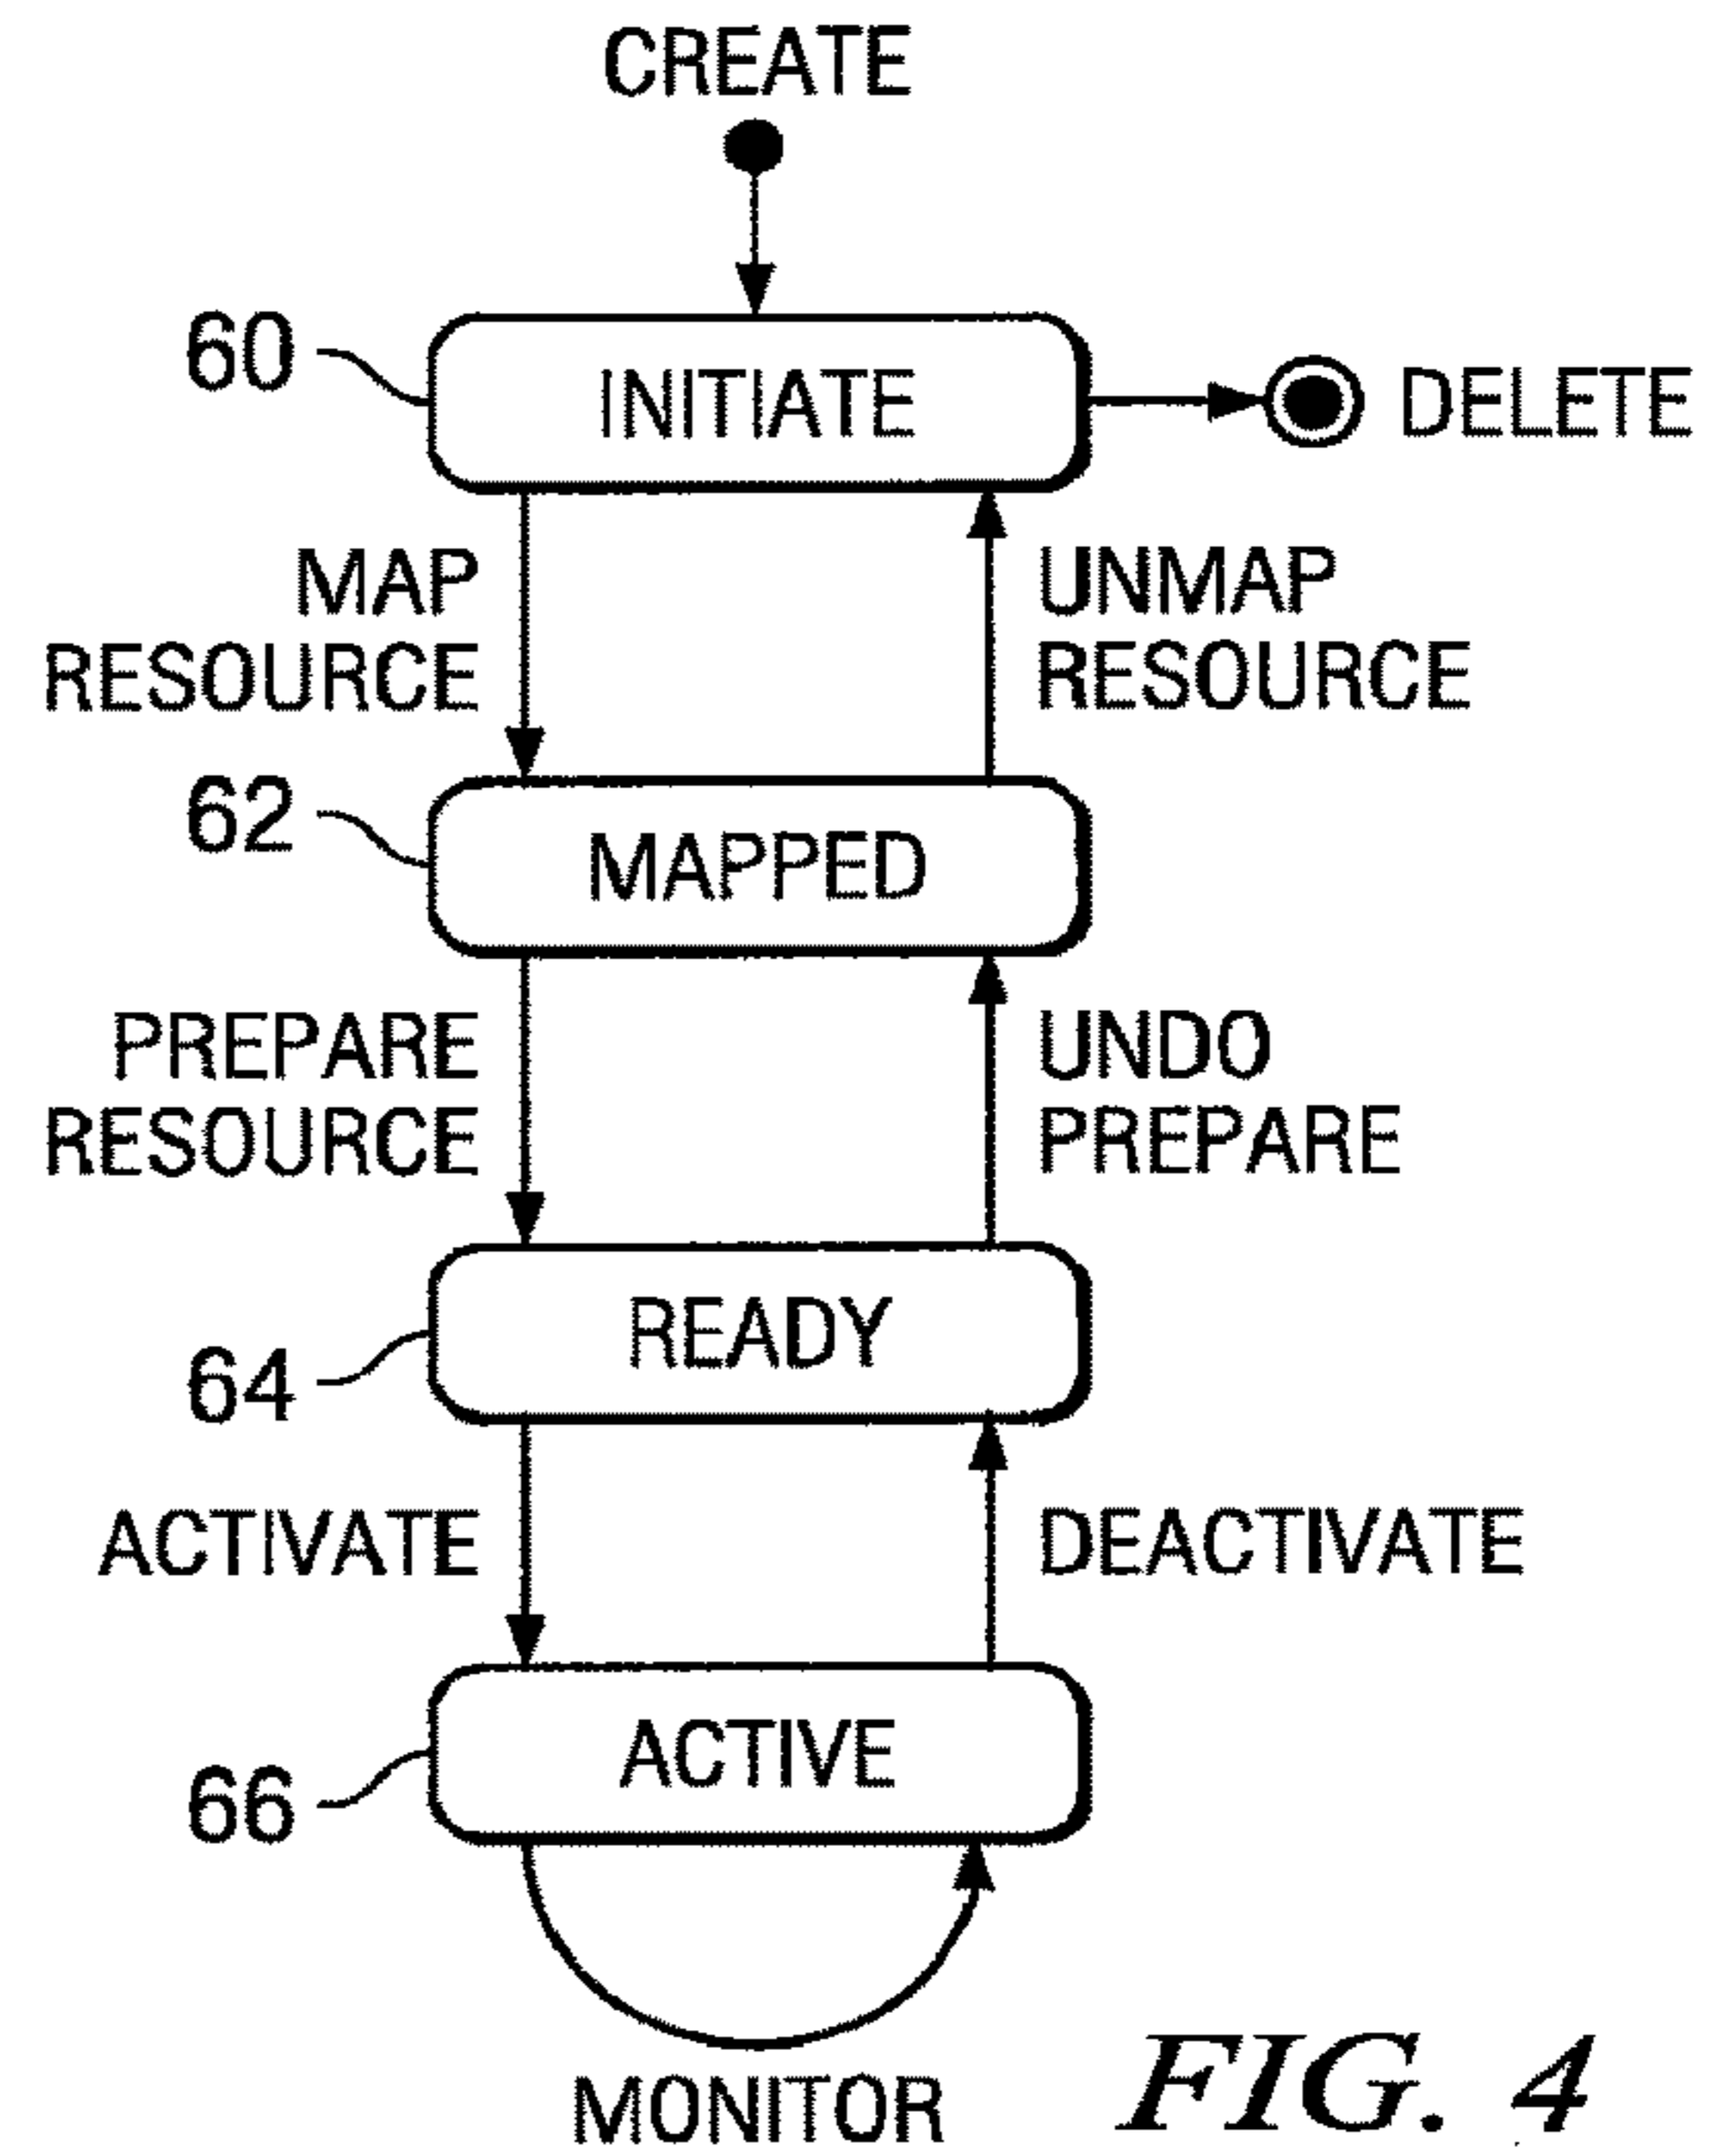 CREATE
60
INITIATE
DELETE
MAP
RESOURCE
UNMAP
RESOURCE
62
MAPPED
PREPARE
RESOURCE
UNDO
PREPARE
READY
64
ACTIVATE
DEACTIVATE
ACTIVE
66
MONITOR
FIG. 4